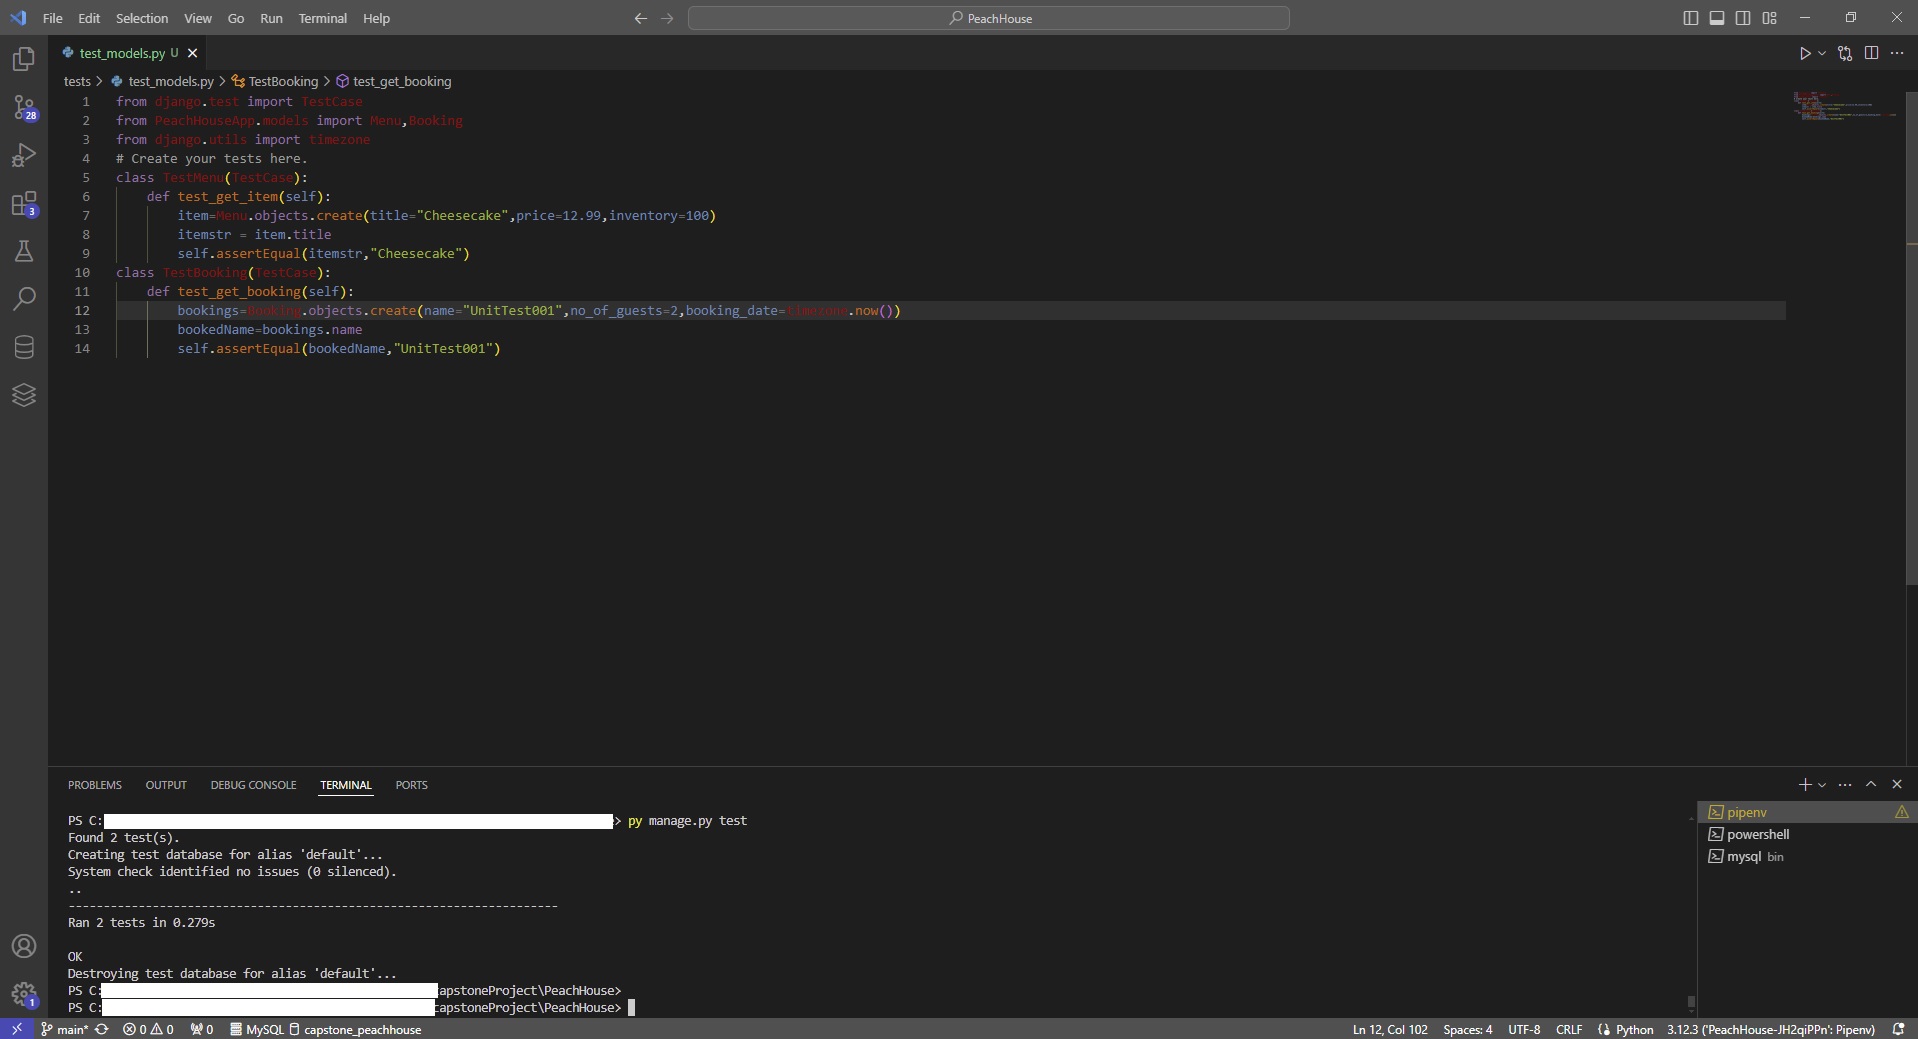 File Edit Selection View Go Run Terminal Help
PeachHouse
test_models.py U
tests > test_models.py > TestBooking > test_get_booking
28
3
1 from django.test import TestCase
2 from PeachHouseApp.models import Menu,Booking
3 from django.utils import timezone
4 # Create your tests here.
5 class TestMenu(TestCase):
6 def test_get_item(self):
7 item=Menu.objects.create(title="Cheesecake",price=12.99,inventory=100)
8 itemstr = item.title
9 self.assertEqual(itemstr,"Cheesecake")
10 class TestBooking(TestCase):
11 def test_get_booking(self):
12 bookings=Booking.objects.create(name="UnitTest001",no_of_guests=2,booking_date=timezone.now())
13 bookedName=bookings.name
14 self.assertEqual(bookedName,"UnitTest001")
PROBLEMS OUTPUT DEBUG CONSOLE TERMINAL PORTS
PS C: > py manage.py test
Found 2 test(s).
Creating test database for alias 'default'...
System check identified no issues (0 silenced).
..
----------------------------------------------------------------------
Ran 2 tests in 0.279s
OK
Destroying test database for alias 'default'...
PS C: apstoneProject\PeachHouse>
PS C: apstoneProject\PeachHouse>
pipenv
powershell
mysql bin
1
main* 0 0 0 MySQL capstone_peachhouse Ln 12, Col 102 Spaces: 4 UTF-8 CRLF Python 3.12.3 ('PeachHouse-JH2qiPPn': Pipenv)